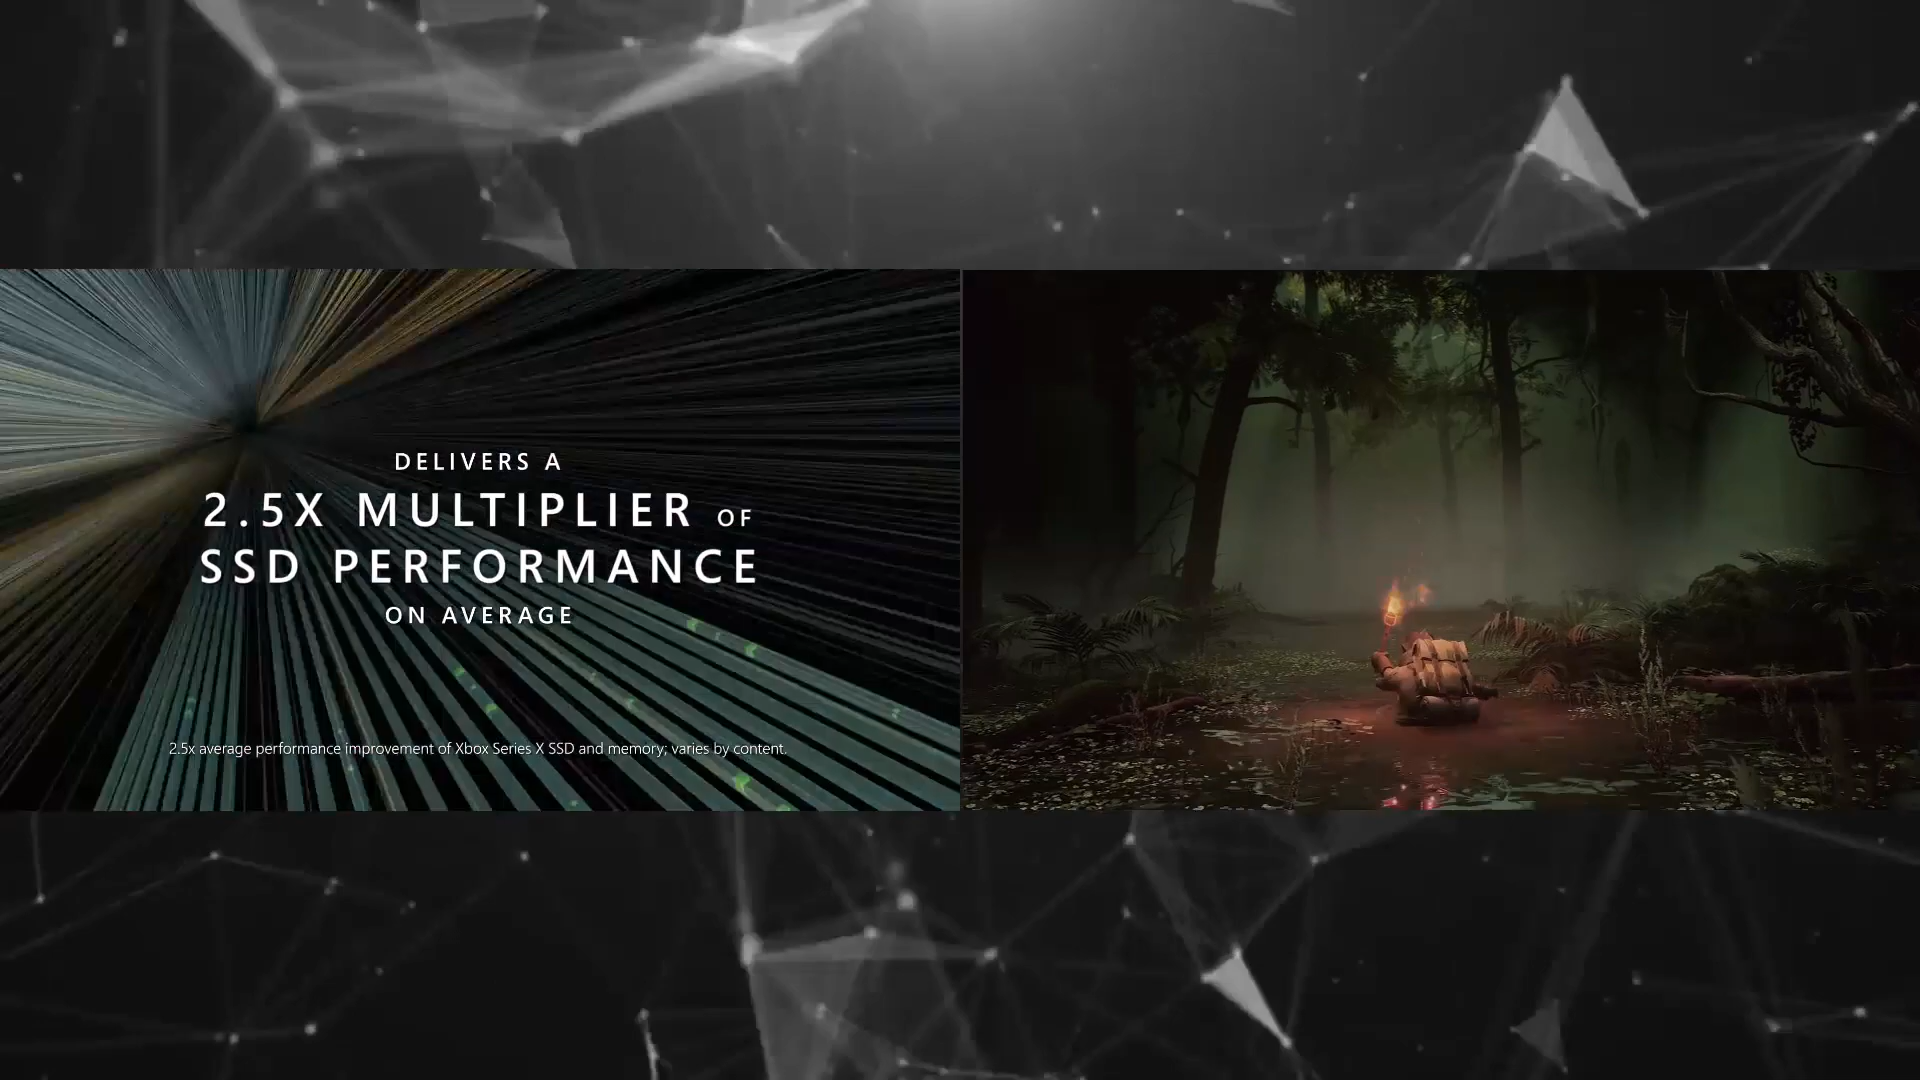 DELIVERS A
2.5X MULTIPLIER OF
SSD PERFORMANCE
ON AVERAGE
2.5x average performance improvement of Xbox Series X SSD and memory; varies by content.